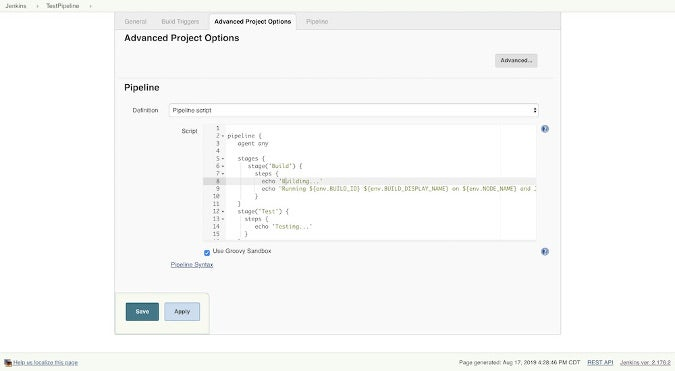 Jenkins › TestPipeline ›
General Build Triggers Advanced Project Options Pipeline
Advanced Project Options
Advanced...
Pipeline
Definition Pipeline script
Script
1
2 pipeline {
3 agent any
4
5 stages {
6 stage('Build') {
7 steps {
8 echo 'Building...'
9 echo "Running ${env.BUILD_ID} ${env.BUILD_DISPLAY_NAME} on ${env.NODE_NAME} and J
10 }
11 }
12 stage('Test') {
13 steps {
14 echo 'Testing...'
15 }
Use Groovy Sandbox
Pipeline Syntax
Save Apply
Help us localize this page Page generated: Aug 17, 2019 4:28:46 PM CDT REST API Jenkins ver. 2.176.2